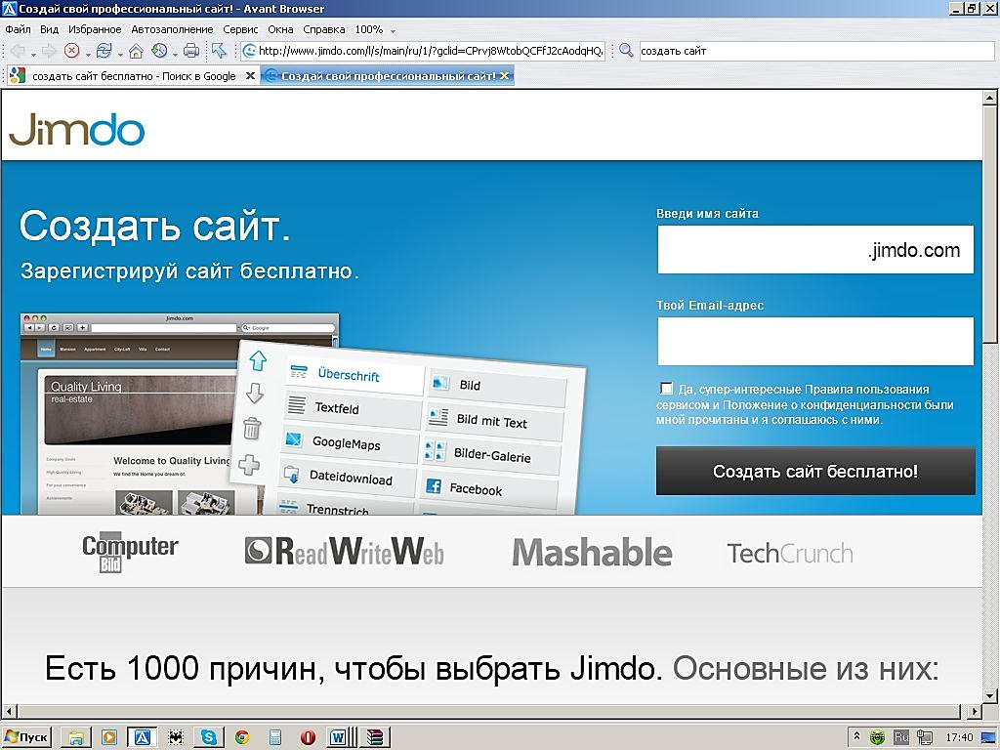 Создай свой профессиональный сайт! - Avant Browser
Файл Вид Избранное Автозаполнение Сервис Окна Справка 100%
http://www.jimdo.com/l/s/main/ru/1/?gclid=CPrvj8WtobQCFfJ2cAodqHQA
создать сайт
создать сайт бесплатно - Поиск в Google
Создай свой профессиональный сайт!
Jimdo
Создать сайт.
Зарегистрируй сайт бесплатно.
Введи имя сайта
.jimdo.com
Твой Email-адрес
Да, супер-интересные Правила пользования
сервисом и Положение о конфиденциальности были
мной прочитаны и я соглашаюсь с ними.
Создать сайт бесплатно!
Jimdo.com
Google
Home Mansion Appartment City-Loft Villa Contact
Quality Living
real-estate
Company Goals
High Quality Living
For your convenience
Achievements
Welcome to Quality Living
We find the Home you dream of.
Überschrift
Bild
Textfeld
Bild mit Text
GoogleMaps
Bilder-Galerie
Dateidownload
Facebook
Trennstrich
Computer
Bild
ReadWriteWeb
Mashable
TechCrunch
Есть 1000 причин, чтобы выбрать Jimdo. Основные из них:
Пуск
Ru
17:40